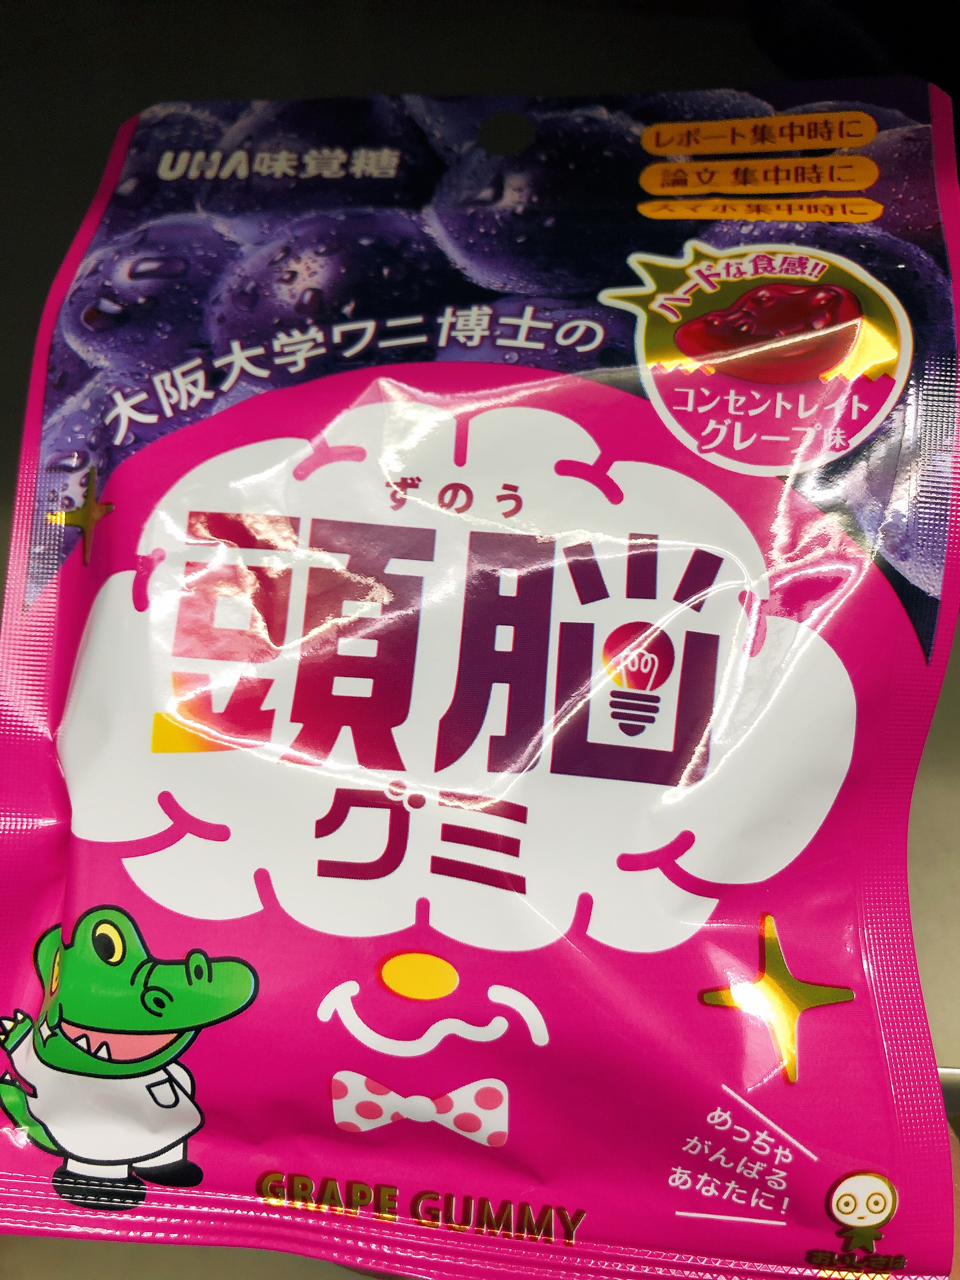 UHA味覚糖
レポート集中時に
論文 集中時に
スマホ集中時に
大阪大学ワニ博士の
ハードな食感!!
コンセントレイト
グレープ味
ずのう
頭脳
グミ
めっちゃ
がんばる
あなたに!
GRAPE GUMMY